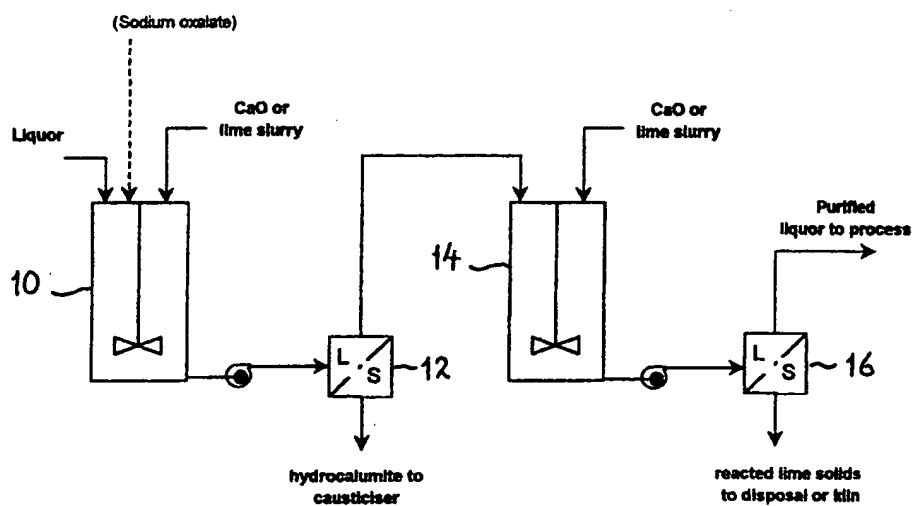 (Sodium oxalate)
CaO or
lime slurry
Liquor
CaO or
lime slurry
Purified
liquor to process
10
14
L
S
12
L
S
16
hydrocalumite to
causticiser
reacted lime solids
to disposal or kiln